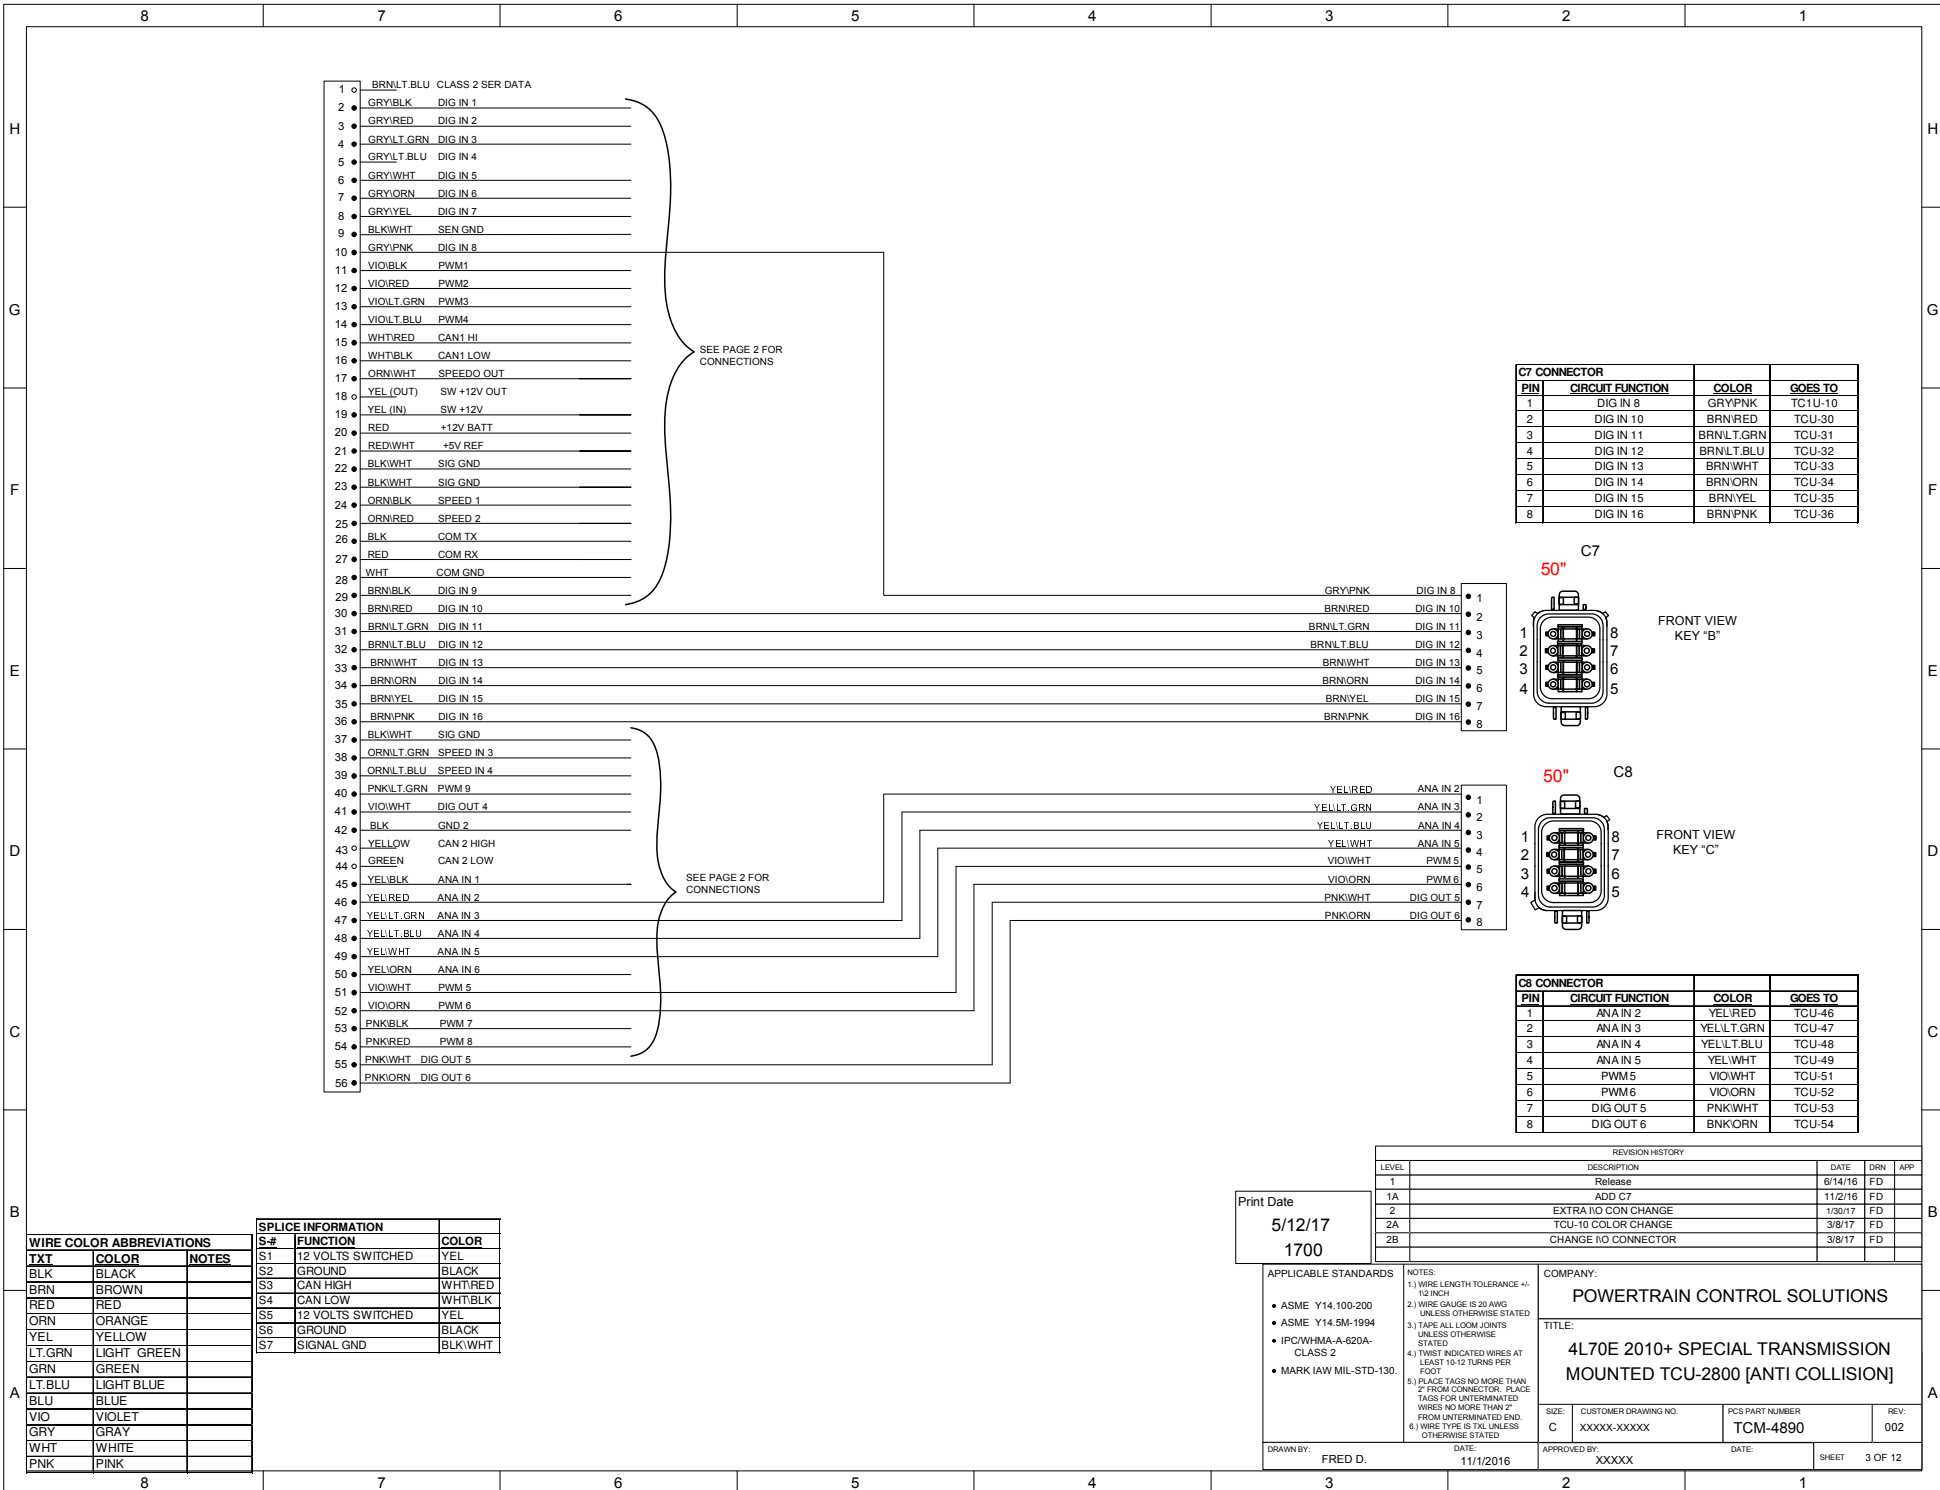 8 7 6 5 4 3 2 1
H H
G G
F F
E E
D D
C C
B B
A A
1 BRN\LT.BLU CLASS 2 SER DATA
2 GRY\BLK DIG IN 1
3 GRY\RED DIG IN 2
4 GRY\LT.GRN DIG IN 3
5 GRY\LT.BLU DIG IN 4
6 GRY\WHT DIG IN 5
7 GRY\ORN DIG IN 6
8 GRY\YEL DIG IN 7
9 BLK\WHT SEN GND
10 GRY\PNK DIG IN 8
11 VIO\BLK PWM1
12 VIO\RED PWM2
13 VIO\LT.GRN PWM3
14 VIO\LT.BLU PWM4
15 WHT\RED CAN1 HI
16 WHT\BLK CAN1 LOW
17 ORN\WHT SPEEDO OUT
18 YEL (OUT) SW +12V OUT
19 YEL (IN) SW +12V
20 RED +12V BATT
21 RED\WHT +5V REF
22 BLK\WHT SIG GND
23 BLK\WHT SIG GND
24 ORN\BLK SPEED 1
25 ORN\RED SPEED 2
26 BLK COM TX
27 RED COM RX
28 WHT COM GND
29 BRN\BLK DIG IN 9
30 BRN\RED DIG IN 10
31 BRN\LT.GRN DIG IN 11
32 BRN\LT.BLU DIG IN 12
33 BRN\WHT DIG IN 13
34 BRN\ORN DIG IN 14
35 BRN\YEL DIG IN 15
36 BRN\PNK DIG IN 16
37 BLK\WHT SIG GND
38 ORN\LT.GRN SPEED IN 3
39 ORN\LT.BLU SPEED IN 4
40 PNK\LT.GRN PWM 9
41 VIO\WHT DIG OUT 4
42 BLK GND 2
43 YELLOW CAN 2 HIGH
44 GREEN CAN 2 LOW
45 YEL\BLK ANA IN 1
46 YEL\RED ANA IN 2
47 YEL\LT.GRN ANA IN 3
48 YEL\LT.BLU ANA IN 4
49 YEL\WHT ANA IN 5
50 YEL\ORN ANA IN 6
51 VIO\WHT PWM 5
52 VIO\ORN PWM 6
53 PNK\BLK PWM 7
54 PNK\RED PWM 8
55 PNK\WHT DIG OUT 5
56 PNK\ORN DIG OUT 6
SEE PAGE 2 FOR
CONNECTIONS
SEE PAGE 2 FOR
CONNECTIONS
C7 CONNECTOR
PIN CIRCUIT FUNCTION COLOR GOES TO
1 DIG IN 8 GRY\PNK TC1U-10
2 DIG IN 10 BRN\RED TCU-30
3 DIG IN 11 BRN\LT.GRN TCU-31
4 DIG IN 12 BRN\LT.BLU TCU-32
5 DIG IN 13 BRN\WHT TCU-33
6 DIG IN 14 BRN\ORN TCU-34
7 DIG IN 15 BRN\YEL TCU-35
8 DIG IN 16 BRN\PNK TCU-36
C7
50"
GRY\PNK DIG IN 8 1
BRN\RED DIG IN 10 2
BRN\LT.GRN DIG IN 11 3
BRN\LT.BLU DIG IN 12 4
BRN\WHT DIG IN 13 5
BRN\ORN DIG IN 14 6
BRN\YEL DIG IN 15 7
BRN\PNK DIG IN 16 8
1 8
2 7
3 6
4 5
FRONT VIEW
KEY “B”
50" C8
YEL\RED ANA IN 2 1
YEL\LT.GRN ANA IN 3 2
YEL\LT.BLU ANA IN 4 3
YEL\WHT ANA IN 5 4
VIO\WHT PWM 5 5
VIO\ORN PWM 6 6
PNK\WHT DIG OUT 5 7
PNK\ORN DIG OUT 6 8
1 8
2 7
3 6
4 5
FRONT VIEW
KEY “C”
C8 CONNECTOR
PIN CIRCUIT FUNCTION COLOR GOES TO
1 ANA IN 2 YEL\RED TCU-46
2 ANA IN 3 YEL\LT.GRN TCU-47
3 ANA IN 4 YEL\LT.BLU TCU-48
4 ANA IN 5 YEL\WHT TCU-49
5 PWM 5 VIO\WHT TCU-51
6 PWM 6 VIO\ORN TCU-52
7 DIG OUT 5 PNK\WHT TCU-53
8 DIG OUT 6 BNK\ORN TCU-54
REVISION HISTORY
LEVEL DESCRIPTION DATE DRN APP
1 Release 6/14/16 FD
1A ADD C7 11/2/16 FD
2 EXTRA I\O CON CHANGE 1/30/17 FD
2A TCU-10 COLOR CHANGE 3/8/17 FD
2B CHANGE I\O CONNECTOR 3/8/17 FD
Print Date
5/12/17
1700
WIRE COLOR ABBREVIATIONS
TXT COLOR NOTES
BLK BLACK
BRN BROWN
RED RED
ORN ORANGE
YEL YELLOW
LT.GRN LIGHT GREEN
GRN GREEN
LT.BLU LIGHT BLUE
BLU BLUE
VIO VIOLET
GRY GRAY
WHT WHITE
PNK PINK
SPLICE INFORMATION
S-# FUNCTION COLOR
S1 12 VOLTS SWITCHED YEL
S2 GROUND BLACK
S3 CAN HIGH WHT\RED
S4 CAN LOW WHT\BLK
S5 12 VOLTS SWITCHED YEL
S6 GROUND BLACK
S7 SIGNAL GND BLK\WHT
APPLICABLE STANDARDS
• ASME Y14.100-200
• ASME Y14.5M-1994
• IPC/WHMA-A-620A-
CLASS 2
• MARK IAW MIL-STD-130.
NOTES:
1.) WIRE LENGTH TOLERANCE +/-
1\2 INCH
2.) WIRE GAUGE IS 20 AWG
UNLESS OTHERWISE STATED
3.) TAPE ALL LOOM JOINTS
UNLESS OTHERWISE
STATED
4.) TWIST INDICATED WIRES AT
LEAST 10-12 TURNS PER
FOOT
5.) PLACE TAGS NO MORE THAN
2" FROM CONNECTOR. PLACE
TAGS FOR UNTERMINATED
WIRES NO MORE THAN 2"
FROM UNTERMINATED END.
6.) WIRE TYPE IS TXL UNLESS
OTHERWISE STATED
COMPANY:
POWERTRAIN CONTROL SOLUTIONS
TITLE:
4L70E 2010+ SPECIAL TRANSMISSION
MOUNTED TCU-2800 [ANTI COLLISION]
SIZE: C
CUSTOMER DRAWING NO. XXXXX-XXXXX
PCS PART NUMBER TCM-4890
REV: 002
DRAWN BY: FRED D.
DATE: 11/1/2016
APPROVED BY: XXXXX
DATE:
SHEET 3 OF 12
8 7 6 5 4 3 2 1